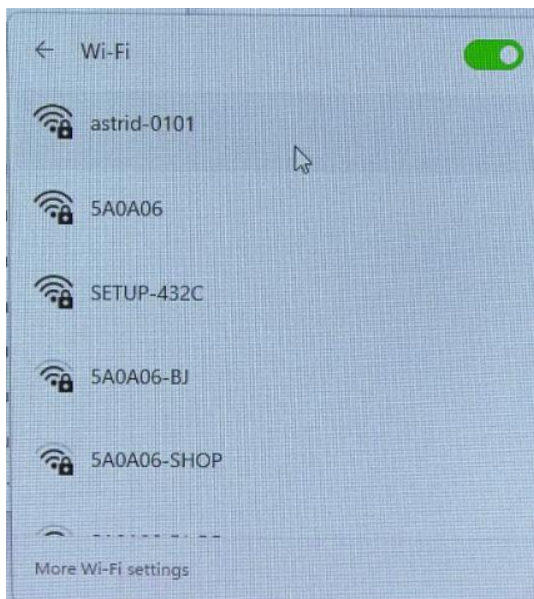 Wi-Fi
astrid-0101
5A0A06
SETUP-432C
5A0A06-BJ
5A0A06-SHOP
More Wi-Fi settings